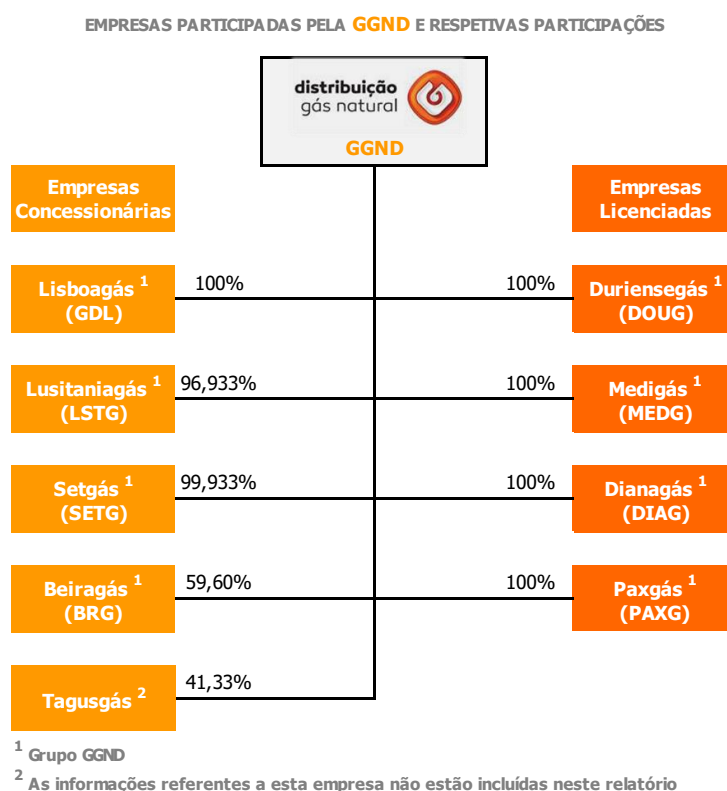 EMPRESAS PARTICIPADAS PELA GGND E RESPETIVAS PARTICIPAÇÕES
distribuição
gás natural
GGND
Empresas
Concessionárias
Empresas
Licenciadas
Lisboagás 1
(GDL)
100%
100%
Duriensegás 1
(DOUG)
Lusitaniagás 1
(LSTG)
96,933%
100%
Medigás 1
(MEDG)
Setgás 1
(SETG)
99,933%
100%
Dianagás 1
(DIAG)
Beiragás 1
(BRG)
59,60%
100%
Paxgás 1
(PAXG)
Tagusgás 2
41,33%
1 Grupo GGND
2 As informações referentes a esta empresa não estão incluídas neste relatório